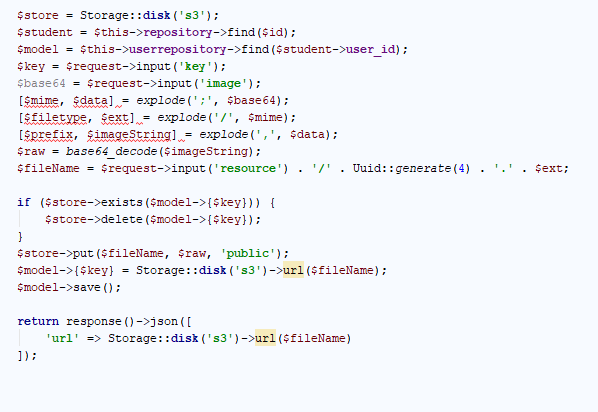 $store = Storage::disk('s3');
$student = $this->repository->find($id);
$model = $this->userrepository->find($student->user_id);
$key = $request->input('key');
$base64 = $request->input('image');
[$mime, $data] = explode(';', $base64);
[$filetype, $ext] = explode('/', $mime);
[$prefix, $imageString] = explode(',', $data);
$raw = base64_decode($imageString);
$fileName = $request->input('resource') . '/' . Uuid::generate(4) . '.' . $ext;
if ($store->exists($model->{$key})) {
$store->delete($model->{$key});
}
$store->put($fileName, $raw, 'public');
$model->{$key} = Storage::disk('s3')->url($fileName);
$model->save();
return response()->json([
'url' => Storage::disk('s3')->url($fileName)
]);